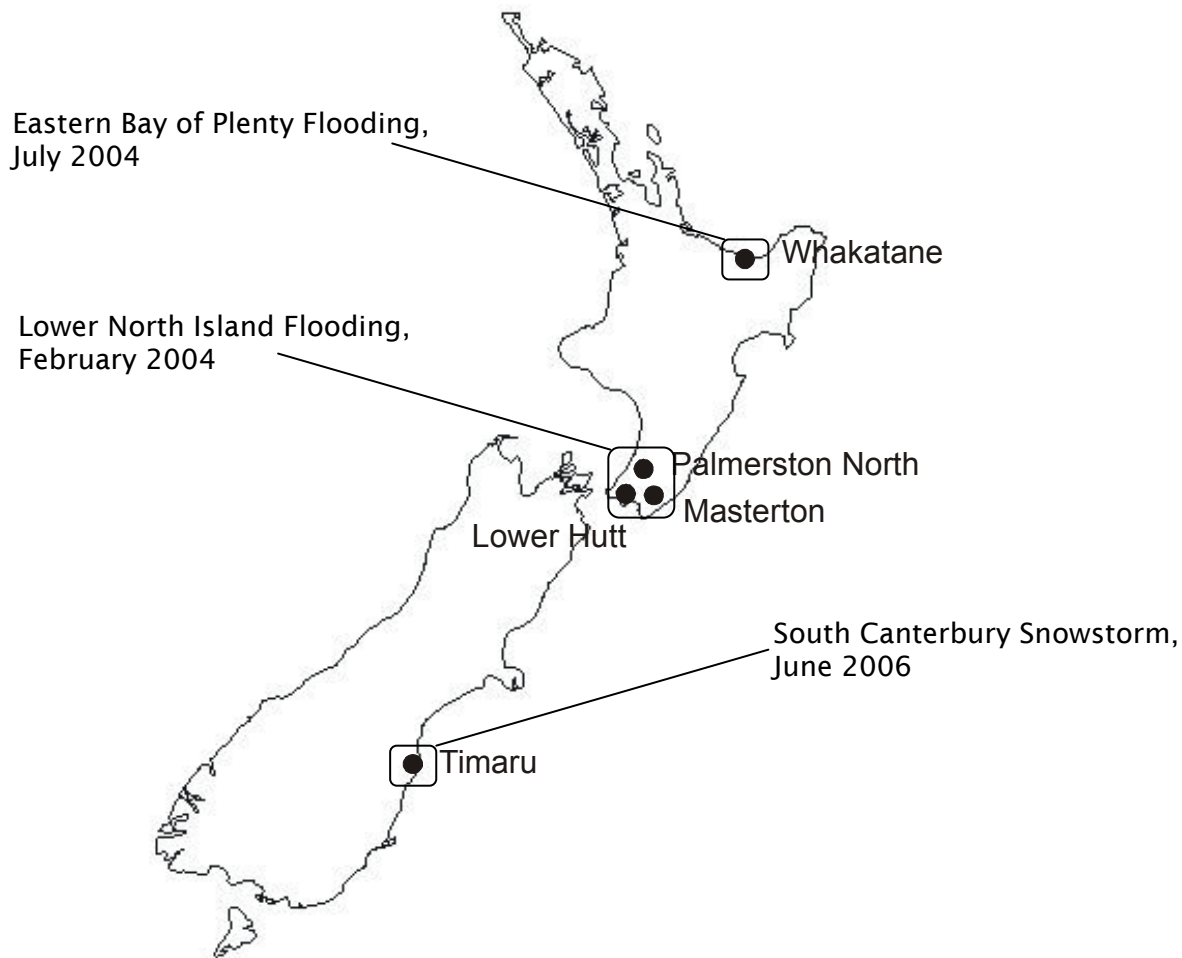 Eastern Bay of Plenty Flooding,
July 2004
Whakatane
Lower North Island Flooding,
February 2004
Palmerston North
Masterton
Lower Hutt
South Canterbury Snowstorm,
June 2006
Timaru